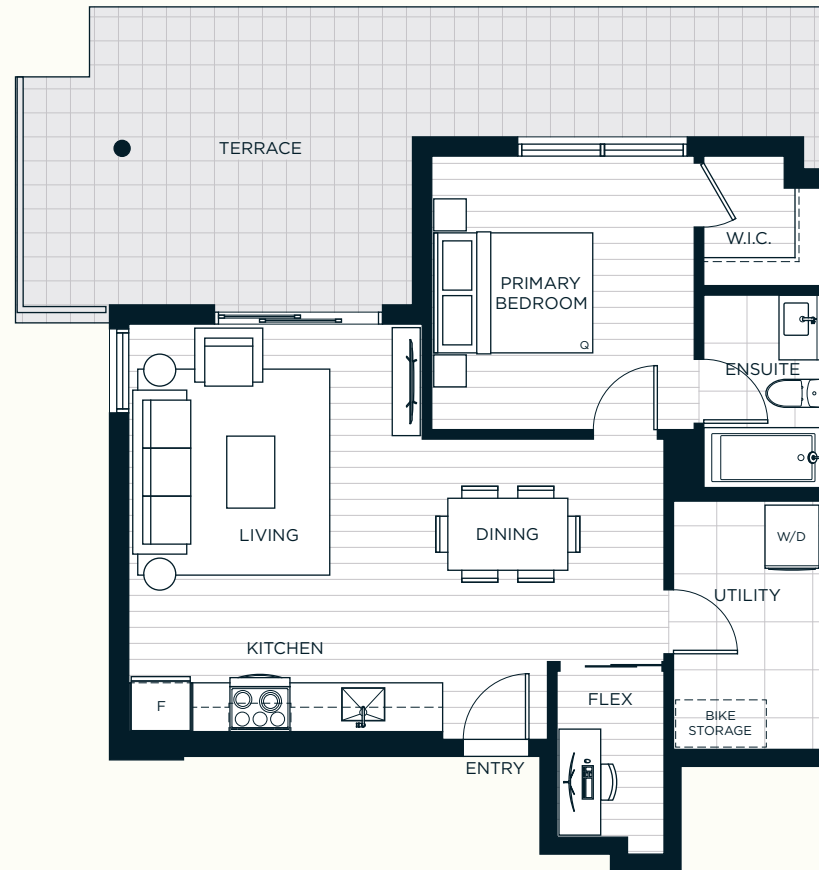 TERRACE
W.I.C.
PRIMARY
BEDROOM
Q
ENSUITE
LIVING
DINING
W/D
UTILITY
KITCHEN
F
FLEX
BIKE
STORAGE
ENTRY